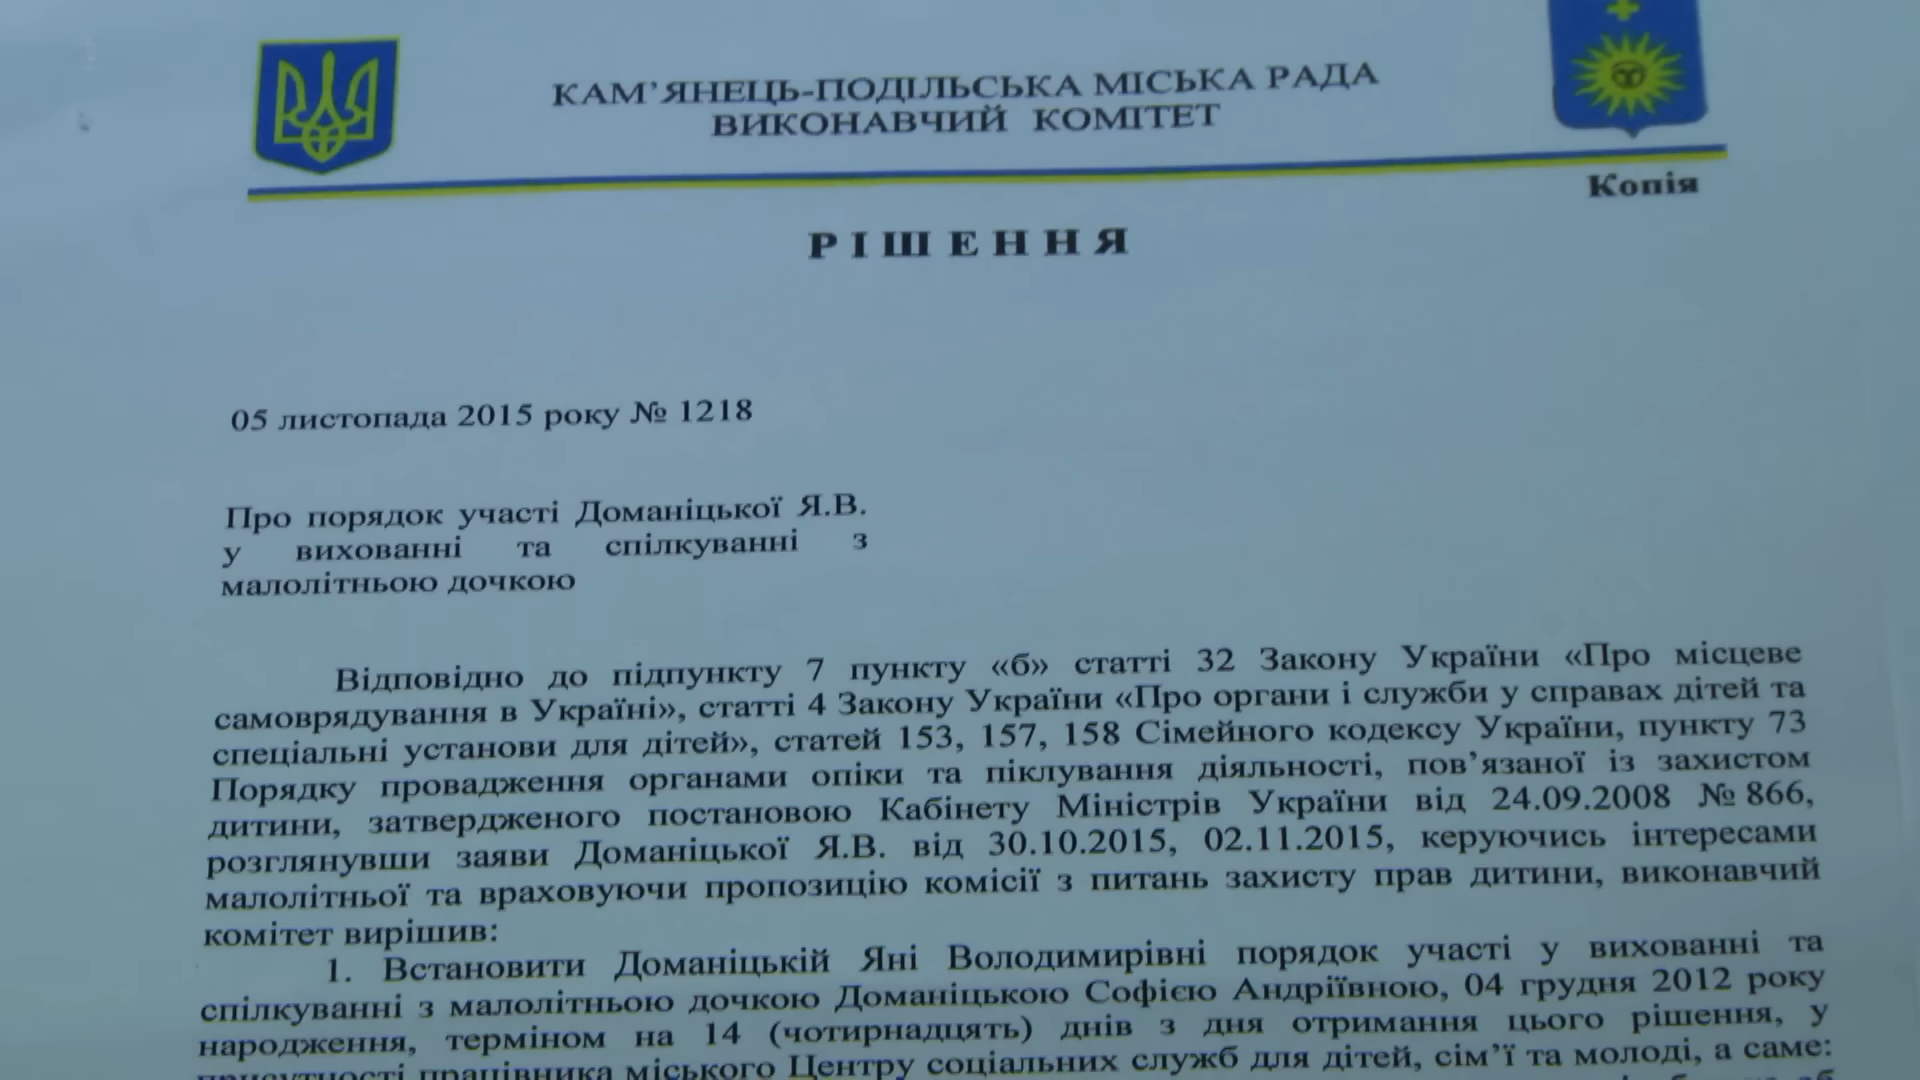 КАМ’ЯНЕЦЬ-ПОДІЛЬСЬКА МІСЬКА РАДА
ВИКОНАВЧИЙ КОМІТЕТ
Копія
РІШЕННЯ
05 листопада 2015 року № 1218
Про порядок участі Доманіцької Я.В.
у виховaнні та спілкуванні з
малолітньою дочкою
Відповідно до підпункту 7 пункту «б» статті 32 Закону України «Про місцеве
самоврядування в Україні», статті 4 Закону України «Про органи і служби у справах дітей та
спеціальні установи для дітей», статей 153, 157, 158 Сімейного кодексу України, пункту 73
Порядку провадження органами опіки та піклування діяльності, пов’язаної із захистом
дитини, затвердженого постановою Кабінету Міністрів України від 24.09.2008 № 866,
розглянувши заяви Доманіцької Я.В. від 30.10.2015, 02.11.2015, керуючись інтересами
малолітньої та враховуючи пропозицію комісії з питань захисту прав дитини, виконавчий
комітет вирішив:
1. Встановити Доманіцькій Яні Володимирівні порядок участі у вихованні та
спілкуванні з малолітньою дочкою Доманіцькою Софією Андріївною, 04 грудня 2012 року
народження, терміном на 14 (чотирнадцять) днів з дня отримання цього рішення, у
присутності працівника міського Центру соціальних служб для дітей, сім’ї та молоді, а саме: